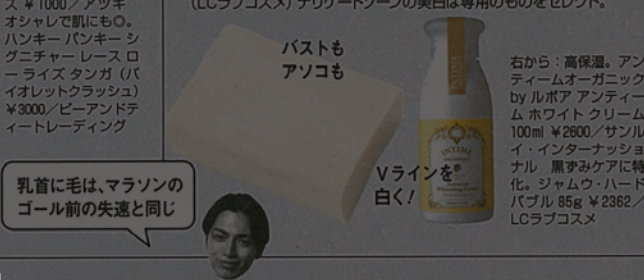 (LCラブコスメ) デリケートゾーンの美白は専用のものをセレクト。
ス ¥1000／アツギ
オシャレで肌にも◎。
ハンキー パンキー シ
グニチャー レース ロ
ー ライズ タンガ（バ
イオレットクラッシュ）
¥3000／ビーアンドテ
ィートレーディング
バストも
アソコも
INTIME
INTIME
Whitening Cream
Vラインを
白く！
右から：高保湿。アン
ティームオーガニック
by ルボア アンティー
ム ホワイト クリーム
100ml ¥2600／サンル
イ・インターナッショ
ナル　黒ずみケアに特
化。ジャムウ・ハード
バブル 85g ¥2362／
LCラブコスメ
乳首に毛は、マラソンの
ゴール前の失速と同じ